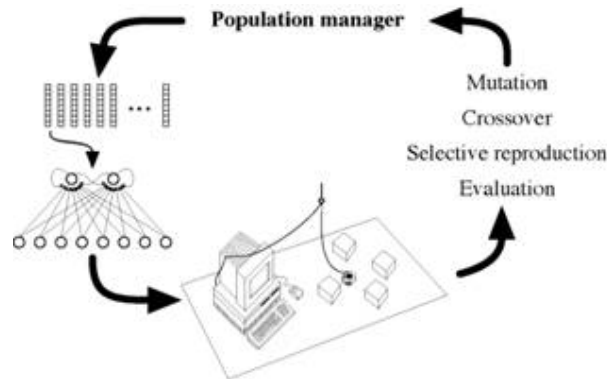 Population manager
Mutation
Crossover
Selective reproduction
Evaluation